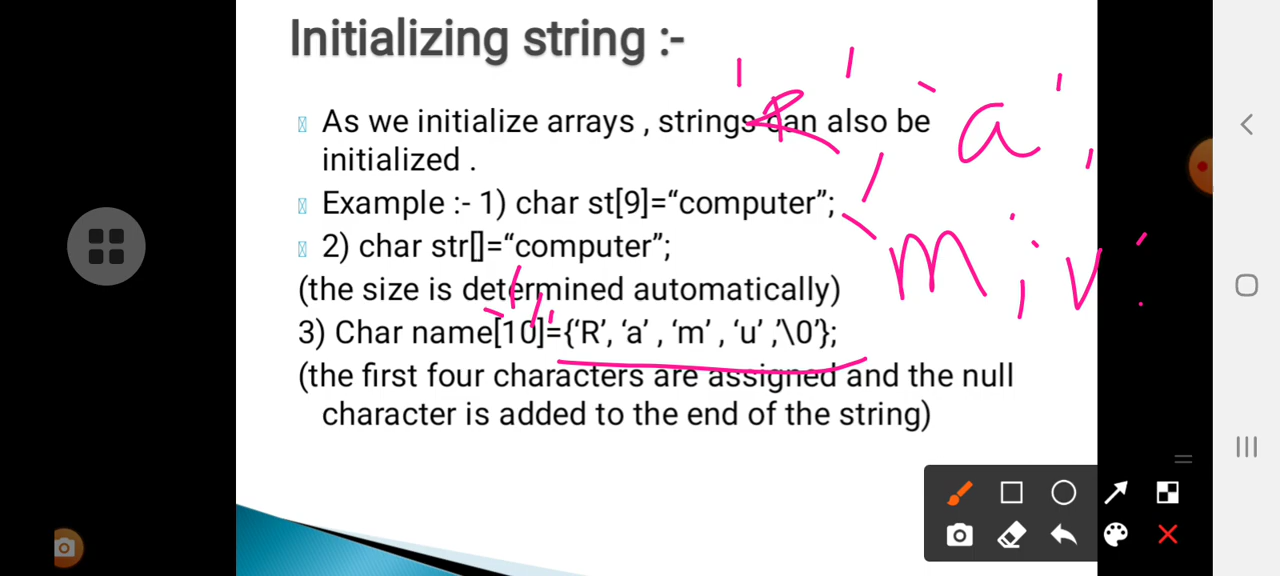 Initializing string :-
As we initialize arrays , strings can also be
initialized .
Example :- 1) char st[9]=“computer”;
2) char str[]=“computer”;
(the size is determined automatically)
3) Char name[10]={‘R’, ‘a’ , ‘m’ , ‘u’ ,’\0’};
(the first four characters are assigned and the null
character is added to the end of the string)
'R', 'a',
'm',